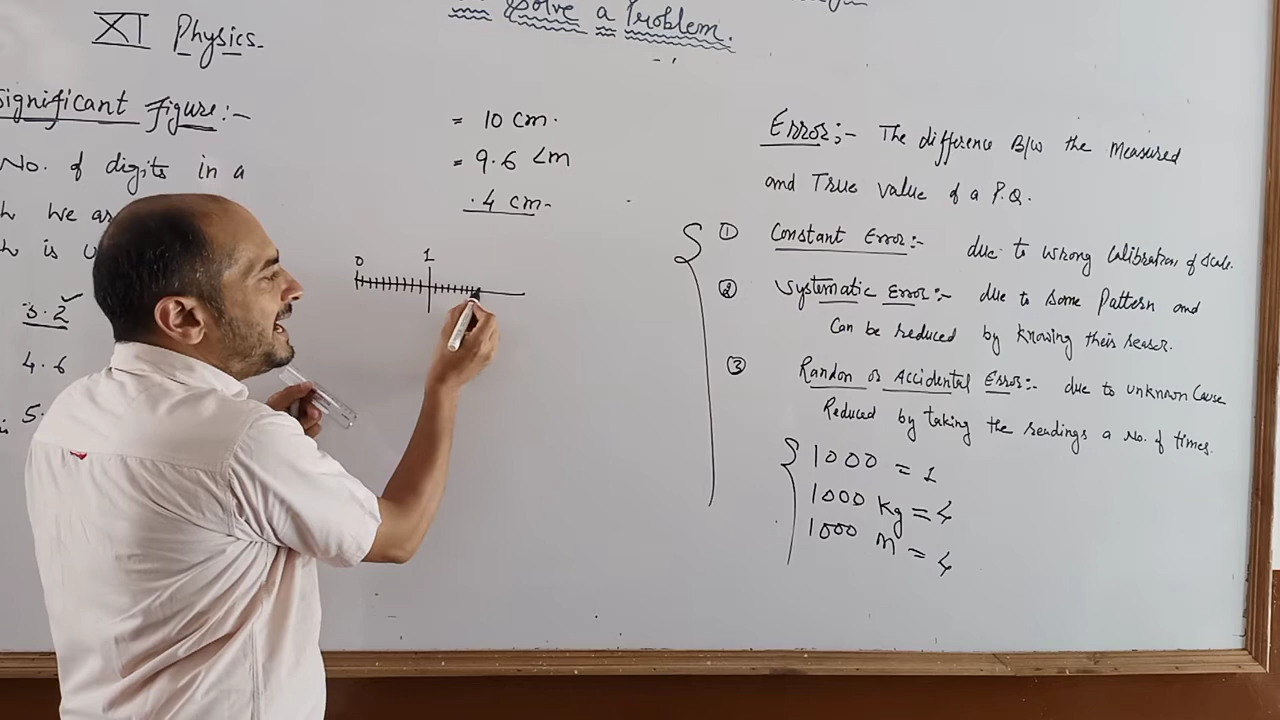 Solve a Problem.
XI Physics.
Significant figure:-
No. of digits in a
We
is
3.2 ✓
4.6
5.
= 10 cm.
= 9.6 cm
.4 cm-
0 1
Error:- The difference B/w the Measured
and True value of a P.Q.
① Constant Error:- due to wrong Calibration of Scale.
② Systematic Error:- due to Some Pattern and
Can be reduced by knowing their reason.
③ Randon or Accidental Error:- due to unknown Cause
Reduced by taking the readings a No. of times.
1000 = 1
1000 kg = 4
1000 m = 4